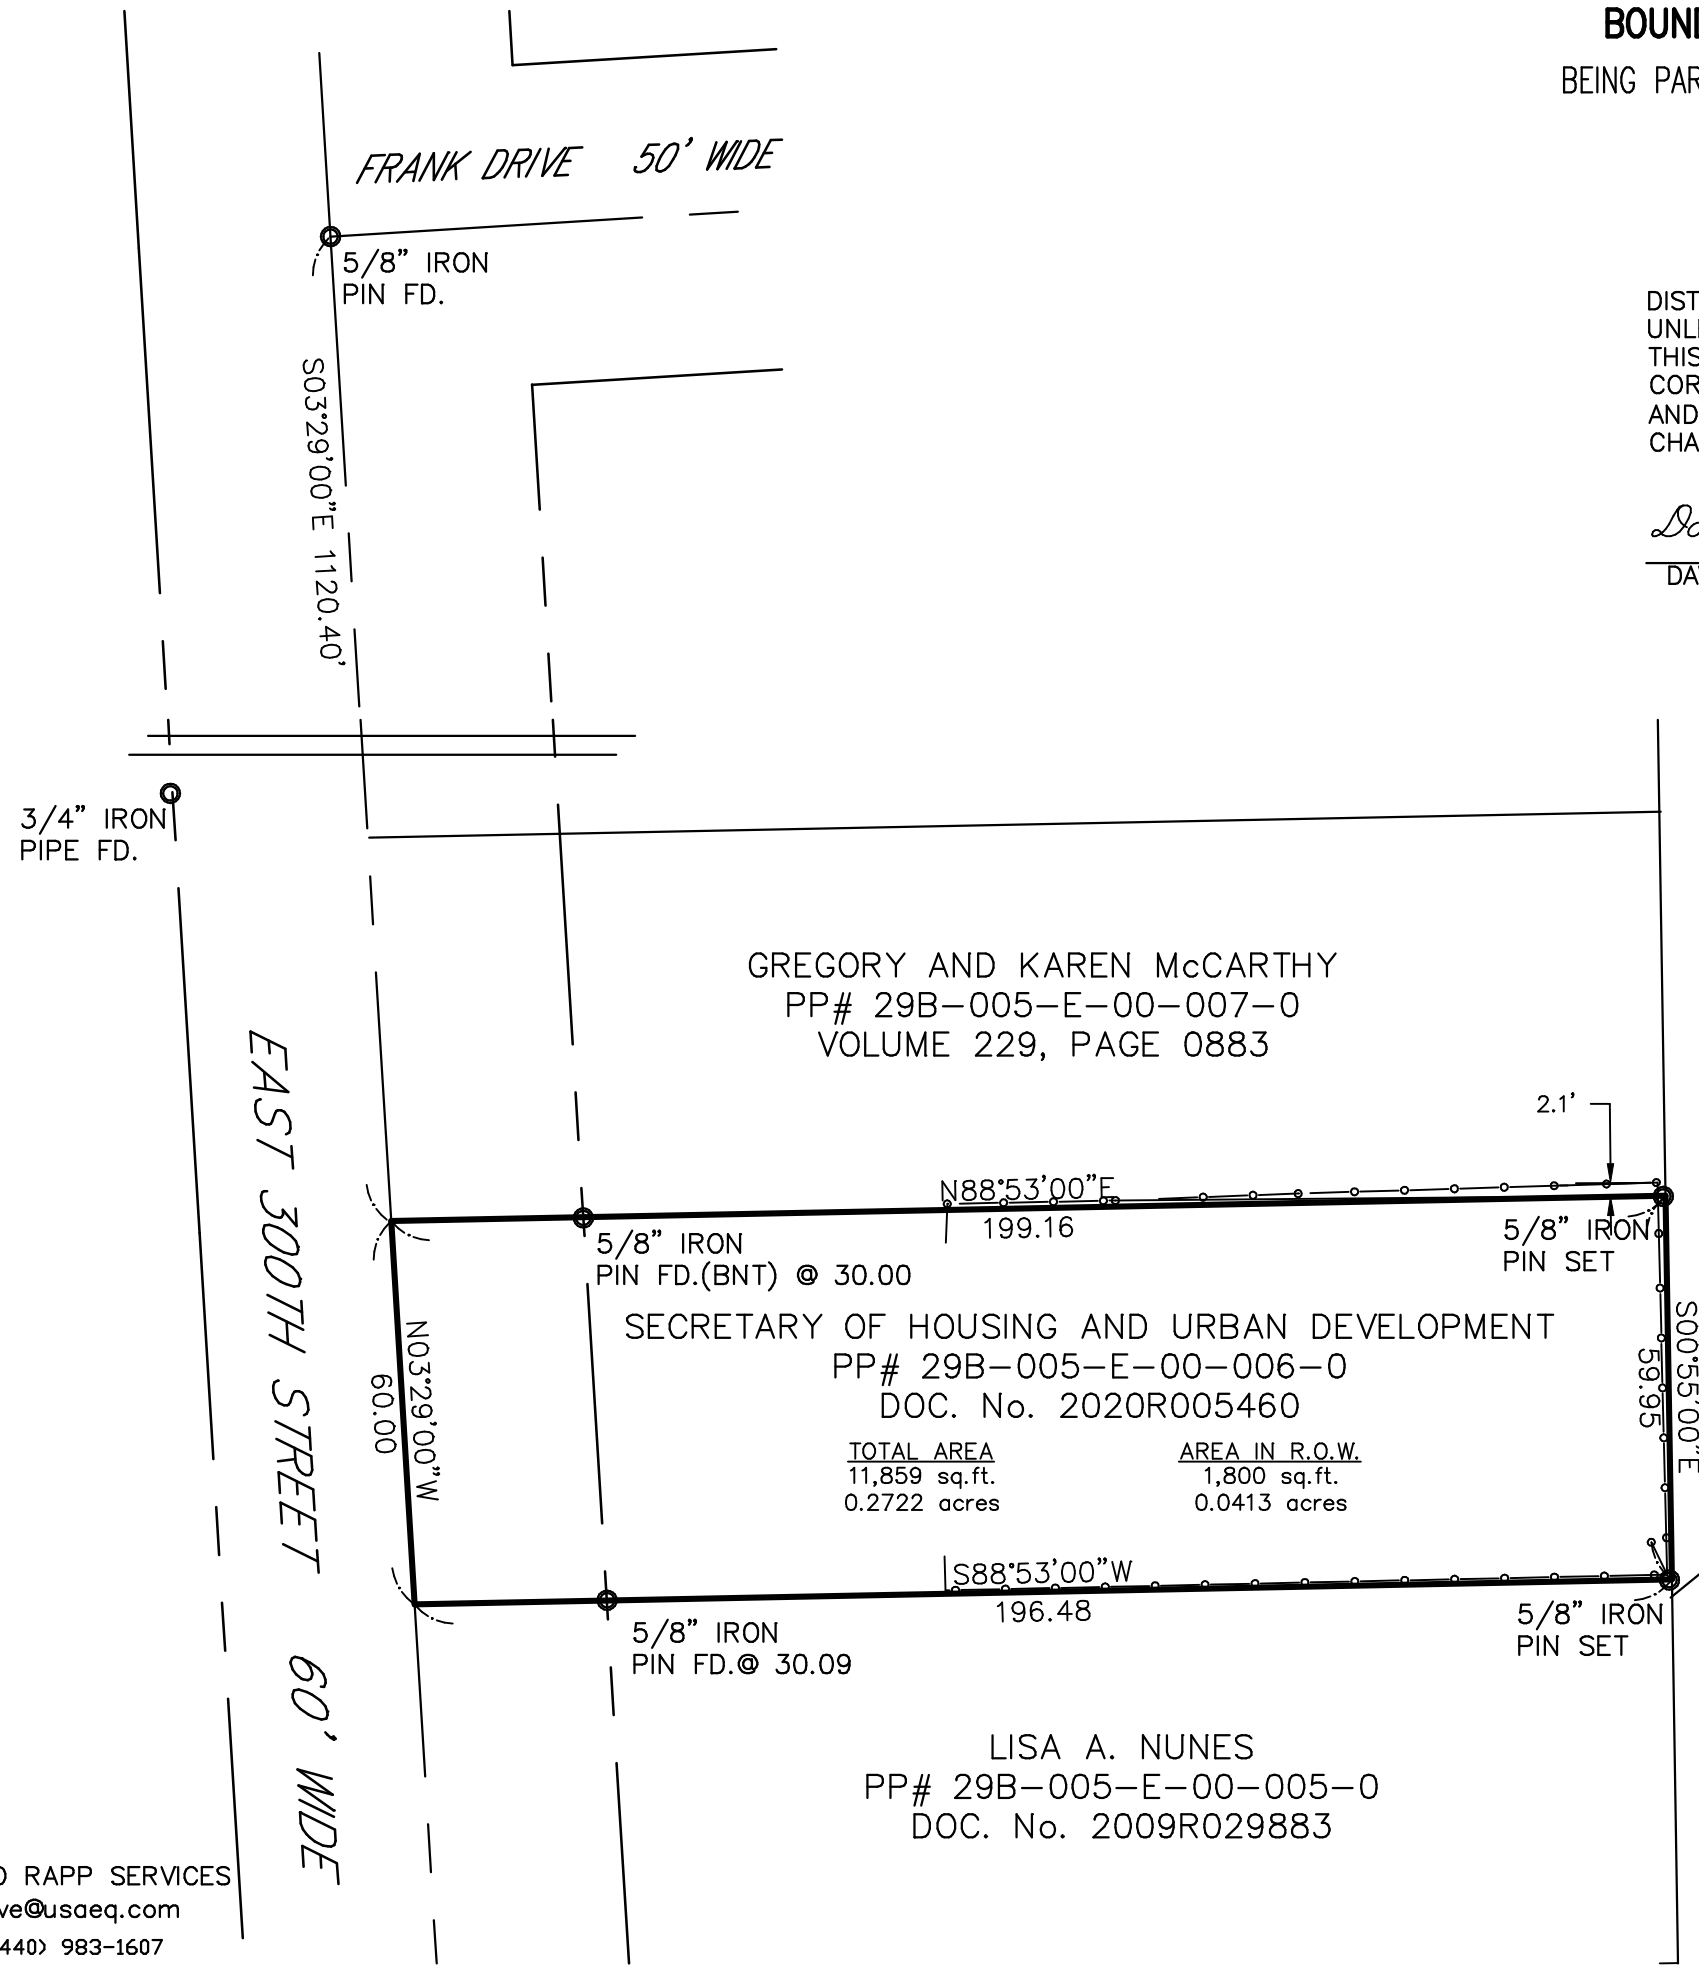 BOUND
BEING PAR
FRANK DRIVE 50' WIDE
5/8" IRON
PIN FD.
S03°29'00"E 1120.40'
DIST
UNL
THIS
COR
AND
CHA
DA
3/4" IRON
PIPE FD.
GREGORY AND KAREN McCARTHY
PP# 29B-005-E-00-007-0
VOLUME 229, PAGE 0883
EAST 300TH STREET 60' WIDE
2.1'
N88°53'00"E
199.16
5/8" IRON
PIN FD.(BNT) @ 30.00
5/8" IRON
PIN SET
SECRETARY OF HOUSING AND URBAN DEVELOPMENT
PP# 29B-005-E-00-006-0
DOC. No. 2020R005460
N03°29'00"W
60.00
S00°55'00"E
59.95
TOTAL AREA
11,859 sq.ft.
0.2722 acres
AREA IN R.O.W.
1,800 sq.ft.
0.0413 acres
S88°53'00"W
196.48
5/8" IRON
PIN FD.@ 30.09
5/8" IRON
PIN SET
LISA A. NUNES
PP# 29B-005-E-00-005-0
DOC. No. 2009R029883
RAPP SERVICES
ve@usaeq.com
440) 983-1607